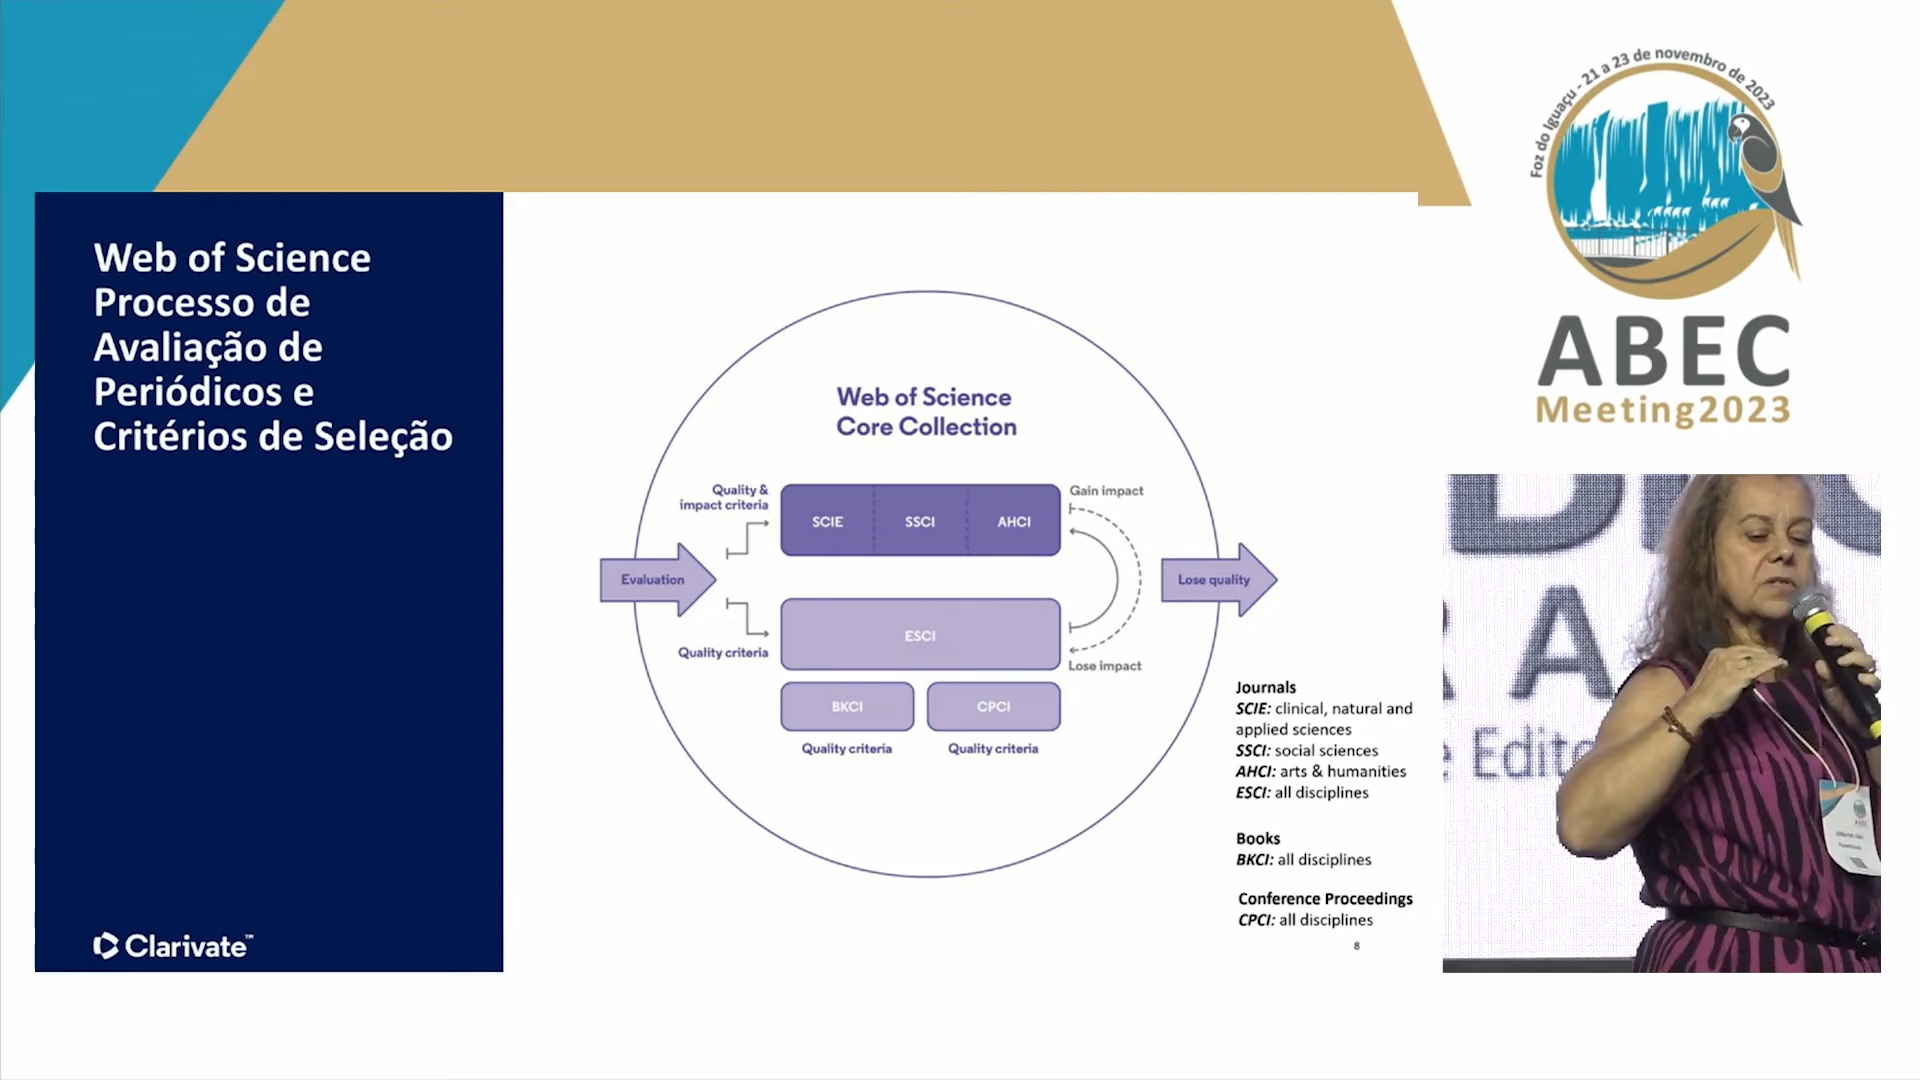 Web of Science
Processo de
Avaliação de
Periódicos e
Critérios de Seleção
Clarivate™
Web of Science
Core Collection
Quality &
impact criteria
SCIE
SSCI
AHCI
Gain impact
Evaluation
Lose quality
ESCI
Quality criteria
Lose impact
BKCI
CPCI
Quality criteria
Quality criteria
Journals
SCIE: clinical, natural and
applied sciences
SSCI: social sciences
AHCI: arts & humanities
ESCI: all disciplines
Books
BKCI: all disciplines
Conference Proceedings
CPCI: all disciplines
8
Foz do Iguaçu - 21 a 23 de novembro de 2023
ABEC
Meeting2023